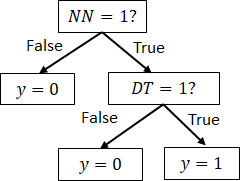 NN = 1?
False
True
y = 0
DT = 1?
False
True
y = 0
y = 1